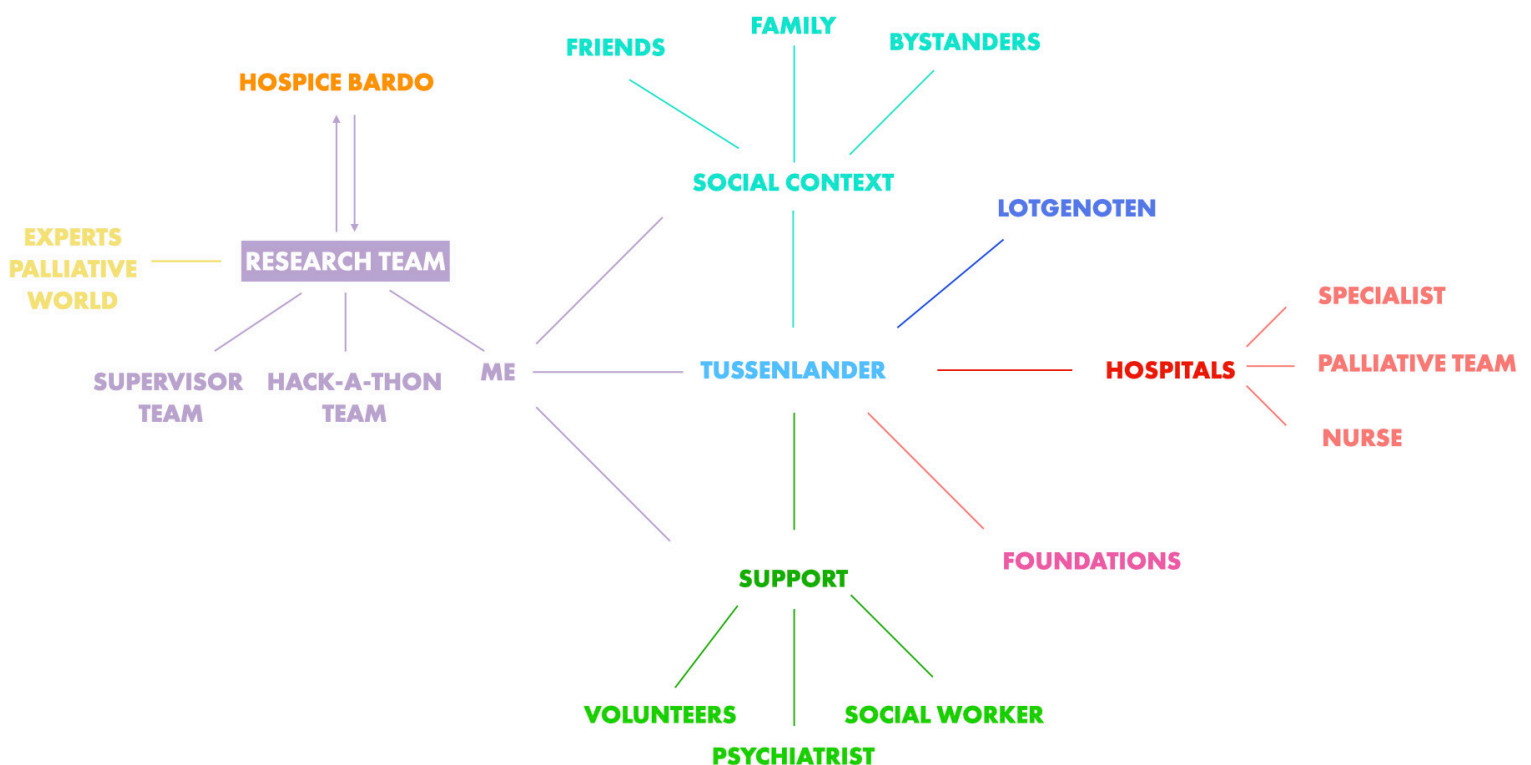 FAMILY
FRIENDS
BYSTANDERS
HOSPICE BARDO
SOCIAL CONTEXT
LOTGENOTEN
EXPERTS
PALLIATIVE
WORLD
RESEARCH TEAM
SPECIALIST
SUPERVISOR
TEAM
HACK-A-THON
TEAM
ME
TUSSENLANDER
HOSPITALS
PALLIATIVE TEAM
NURSE
FOUNDATIONS
SUPPORT
VOLUNTEERS
SOCIAL WORKER
PSYCHIATRIST